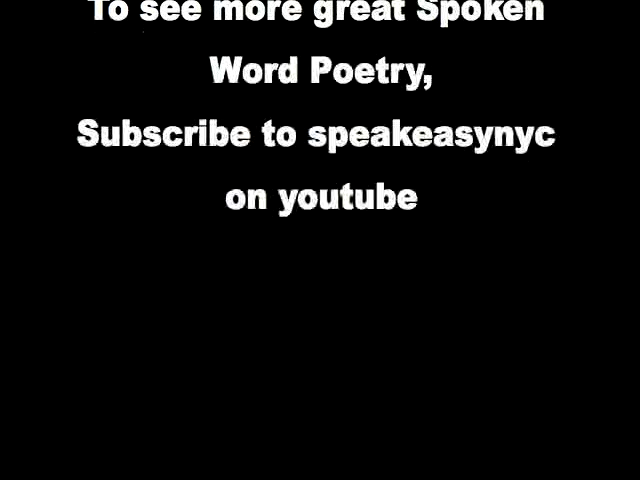 To see more great Spoken
Word Poetry,
Subscribe to speakeasynyc
on youtube